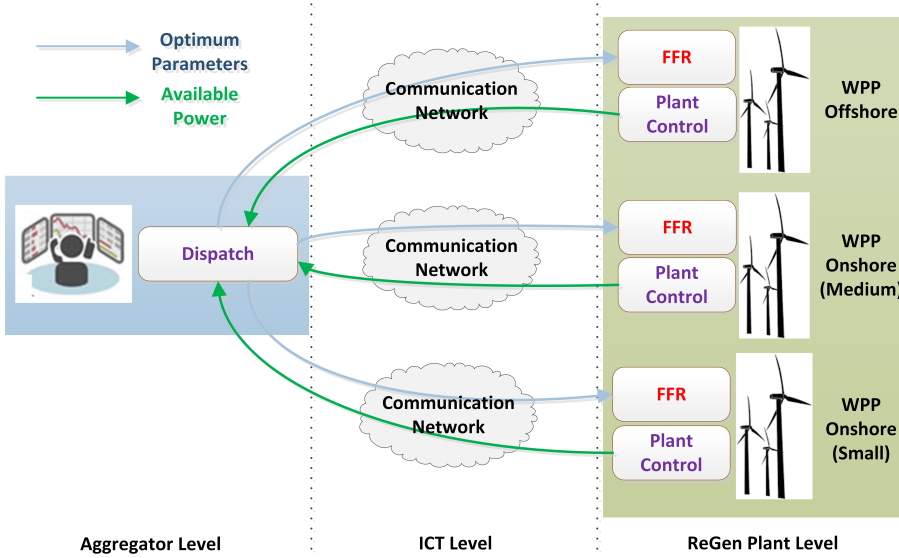 Optimum
Parameters
Available
Power
Dispatch
Communication
Network
Communication
Network
Communication
Network
FFR
Plant
Control
WPP
Offshore
FFR
Plant
Control
WPP
Onshore
(Medium)
FFR
Plant
Control
WPP
Onshore
(Small)
Aggregator Level
ICT Level
ReGen Plant Level